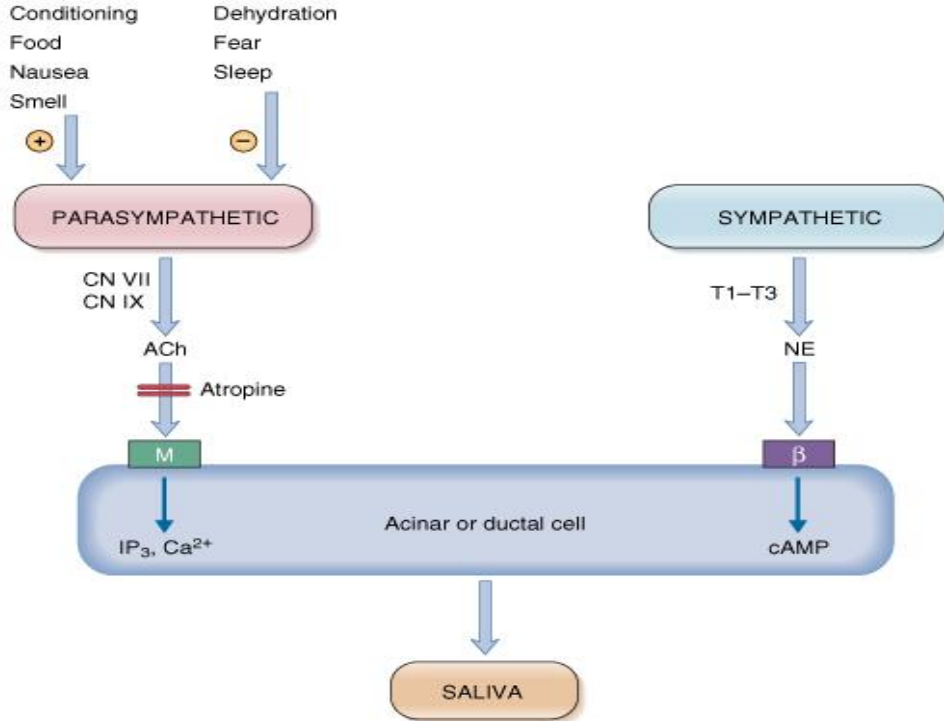 Conditioning
Food
Nausea
Smell
Dehydration
Fear
Sleep
+
−
PARASYMPATHETIC
SYMPATHETIC
CN VII
CN IX
T1–T3
ACh
NE
Atropine
M
β
Acinar or ductal cell
IP₃, Ca²⁺
cAMP
SALIVA